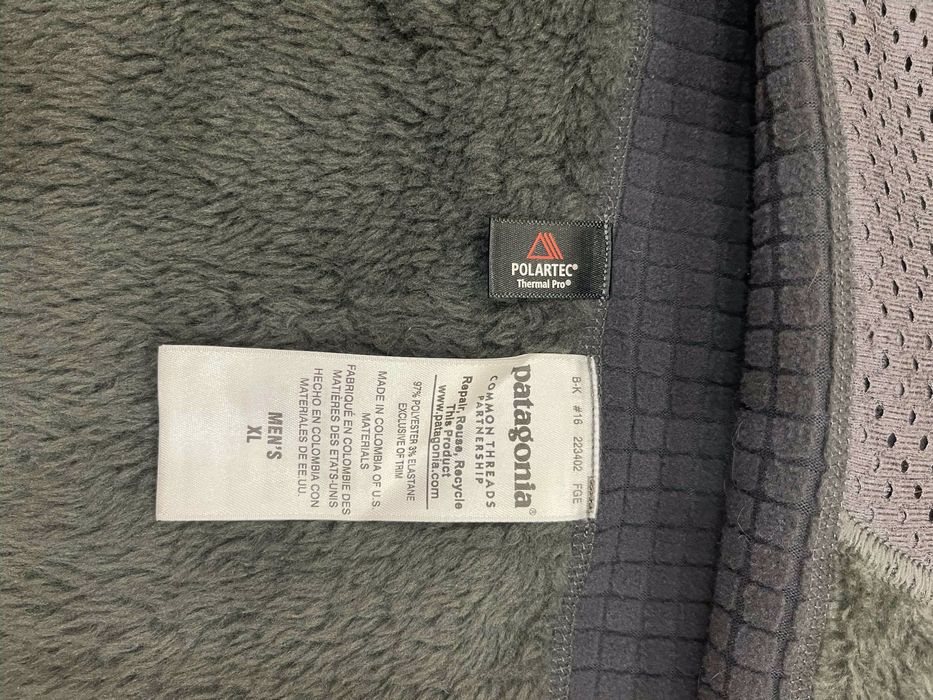 POLARTEC®
Thermal Pro®
B-K #16 223402 FGE
patagonia®
COMMON THREADS
PARTNERSHIP
Repair, Reuse, Recycle
This Product
www.patagonia.com
97% POLYESTER 3% ELASTANE
EXCLUSIVE OF TRIM
MADE IN COLOMBIA OF U.S.
MATERIALS
FABRIQUÉ EN COLOMBIE DES
MATIÈRES DES ETATS-UNIS
HECHO EN COLOMBIA CON
MATERIALES DE EE.UU.
MEN'S
XL